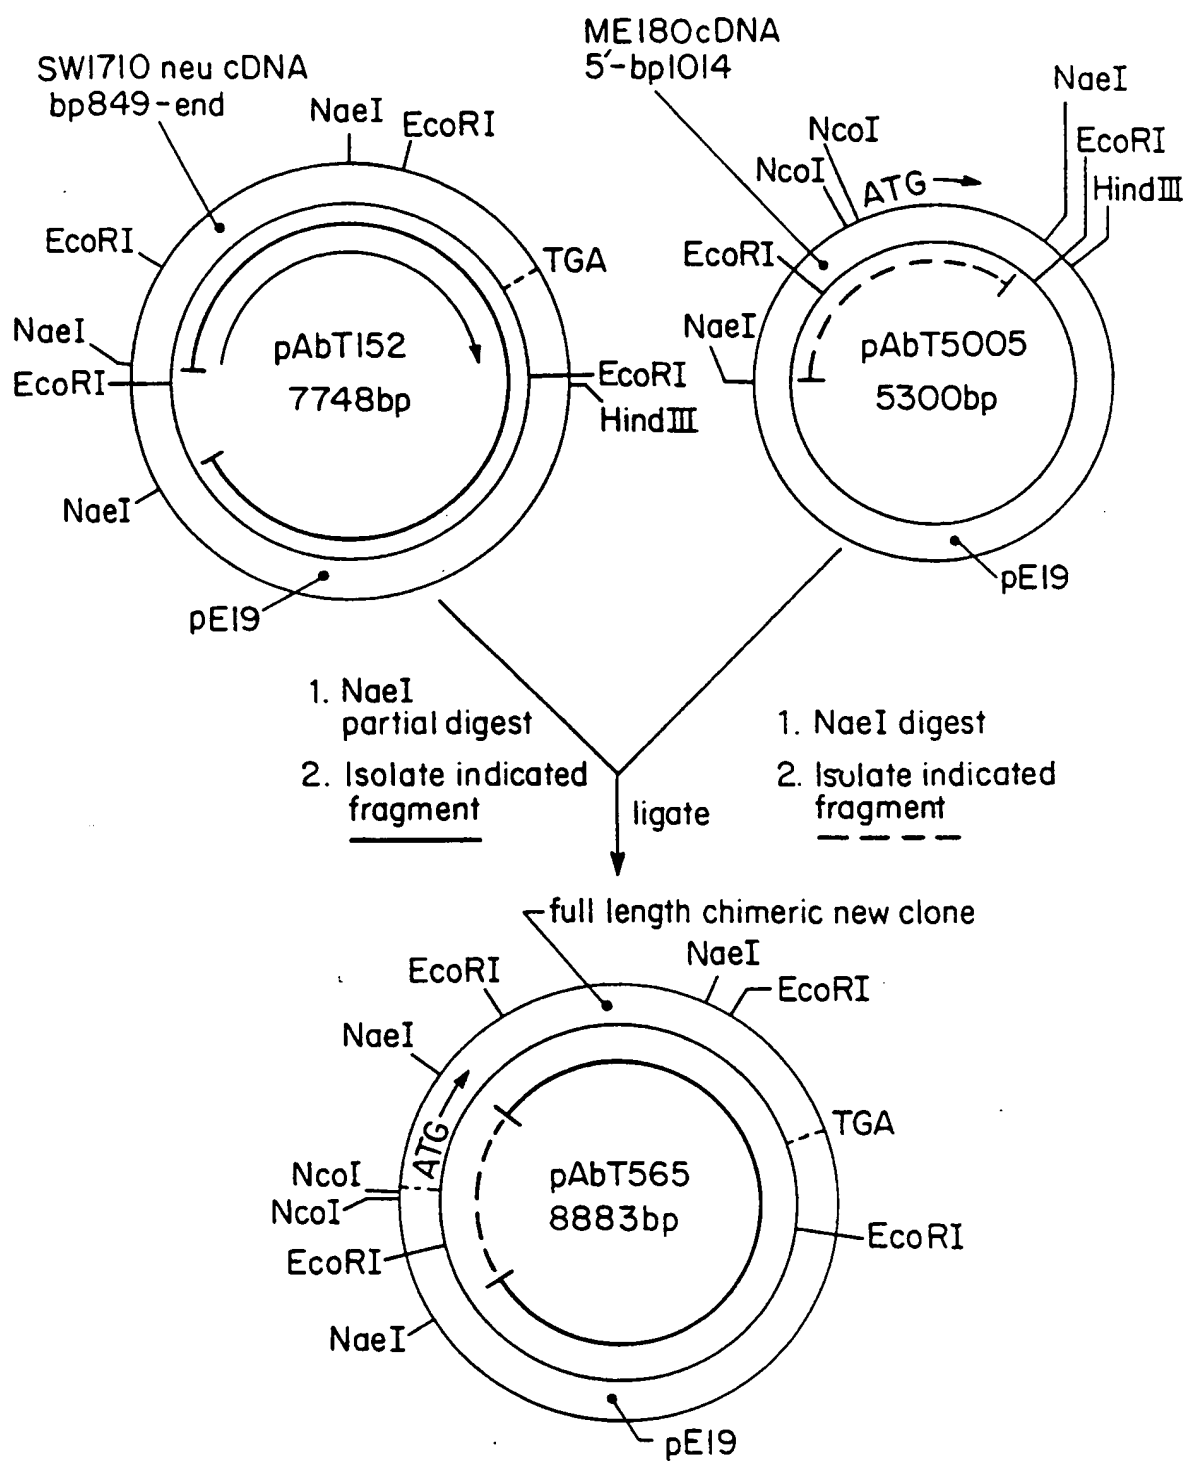 SW1710 neu cDNA
bp849-end
NaeI
EcoRI
EcoRI
NaeI
EcoRI
NaeI
TGA
EcoRI
HindIII
pAbT152
7748bp
pE19
ME180cDNA
5'-bp1014
NcoI
NcoI
ATG
NaeI
EcoRI
HindIII
EcoRI
NaeI
pAbT5005
5300bp
pE19
1. NaeI
partial digest
2. Isolate indicated
fragment
1. NaeI digest
2. Isulate indicated
fragment
ligate
full length chimeric new clone
NaeI
EcoRI
EcoRI
NaeI
ATG
TGA
NcoI
NcoI
EcoRI
NaeI
pAbT565
8883bp
EcoRI
pE19